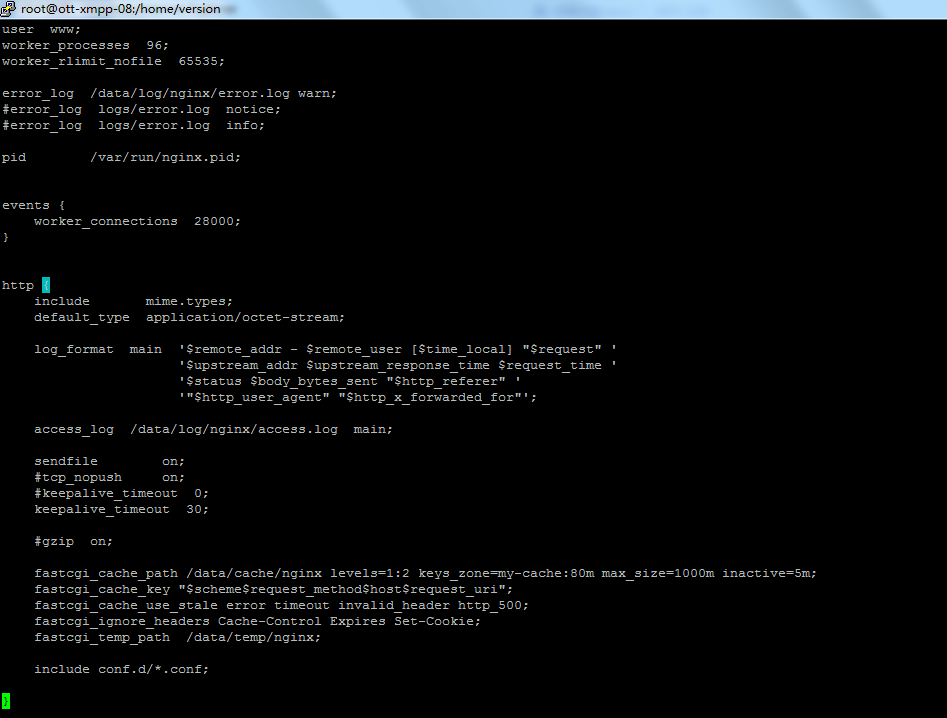 root@ott-xmpp-08:/home/version
user  www;
worker_processes  96;
worker_rlimit_nofile  65535;
error_log  /data/log/nginx/error.log warn;
#error_log  logs/error.log  notice;
#error_log  logs/error.log  info;
pid        /var/run/nginx.pid;
events {
    worker_connections  28000;
}
http {
    include       mime.types;
    default_type  application/octet-stream;
    log_format  main  '$remote_addr - $remote_user [$time_local] "$request" '
                      '$upstream_addr $upstream_response_time $request_time '
                      '$status $body_bytes_sent "$http_referer" '
                      '"$http_user_agent" "$http_x_forwarded_for"';
    access_log  /data/log/nginx/access.log  main;
    sendfile        on;
    #tcp_nopush     on;
    #keepalive_timeout  0;
    keepalive_timeout  30;
    #gzip  on;
    fastcgi_cache_path /data/cache/nginx levels=1:2 keys_zone=my-cache:80m max_size=1000m inactive=5m;
    fastcgi_cache_key "$scheme$request_method$host$request_uri";
    fastcgi_cache_use_stale error timeout invalid_header http_500;
    fastcgi_ignore_headers Cache-Control Expires Set-Cookie;
    fastcgi_temp_path  /data/temp/nginx;
    include conf.d/*.conf;
}